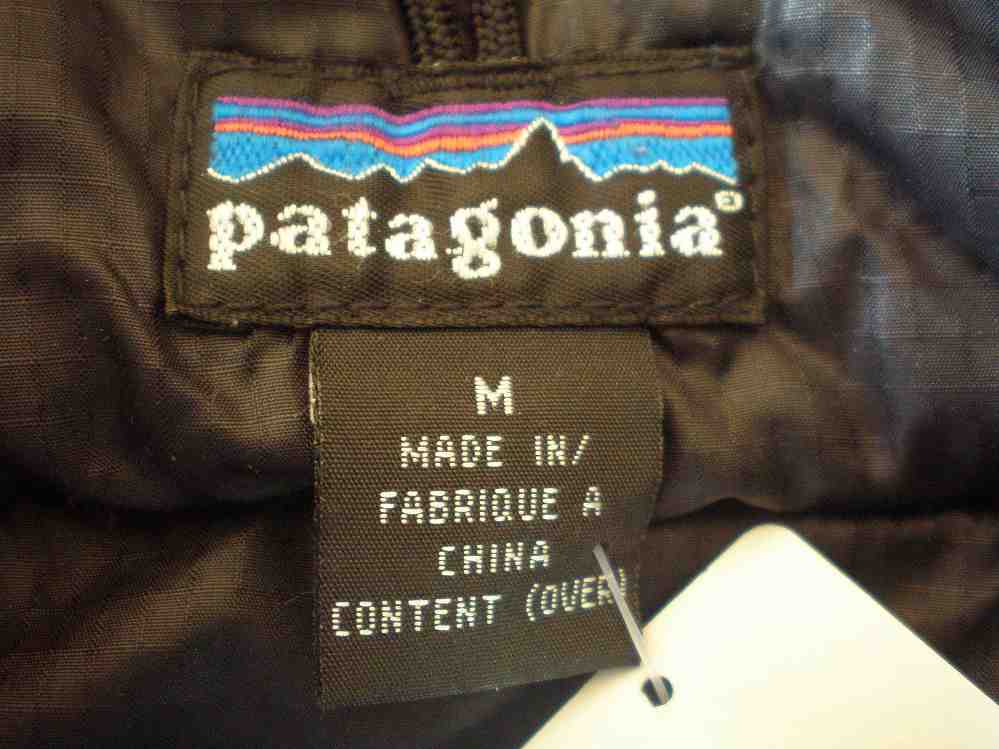 patagonia®
M
MADE IN/
FABRIQUE A
CHINA
CONTENT (OVER)